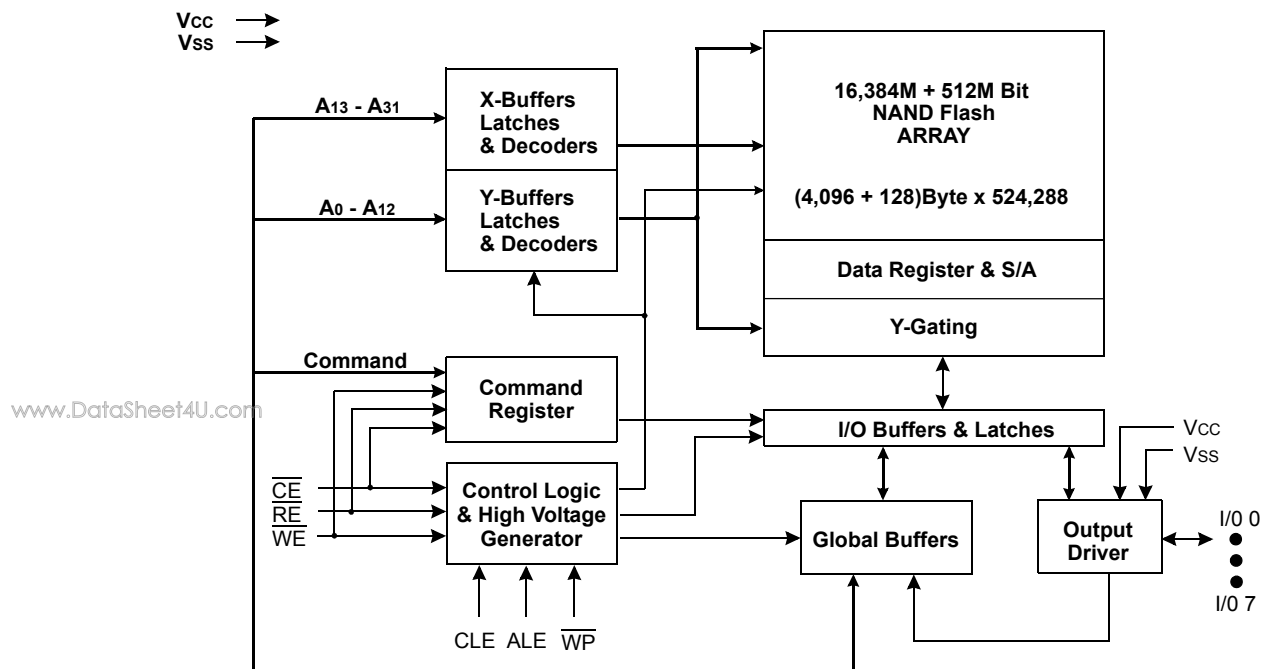 VCC
VSS
A13 - A31
X-Buffers
Latches
& Decoders
A0 - A12
Y-Buffers
Latches
& Decoders
16,384M + 512M Bit
NAND Flash
ARRAY
(4,096 + 128)Byte x 524,288
Data Register & S/A
Y-Gating
Command
Command
Register
www.DataSheet4U.com
I/O Buffers & Latches
VCC
VSS
CE
RE
WE
Control Logic
& High Voltage
Generator
Global Buffers
Output
Driver
I/0 0
I/0 7
CLE
ALE
WP